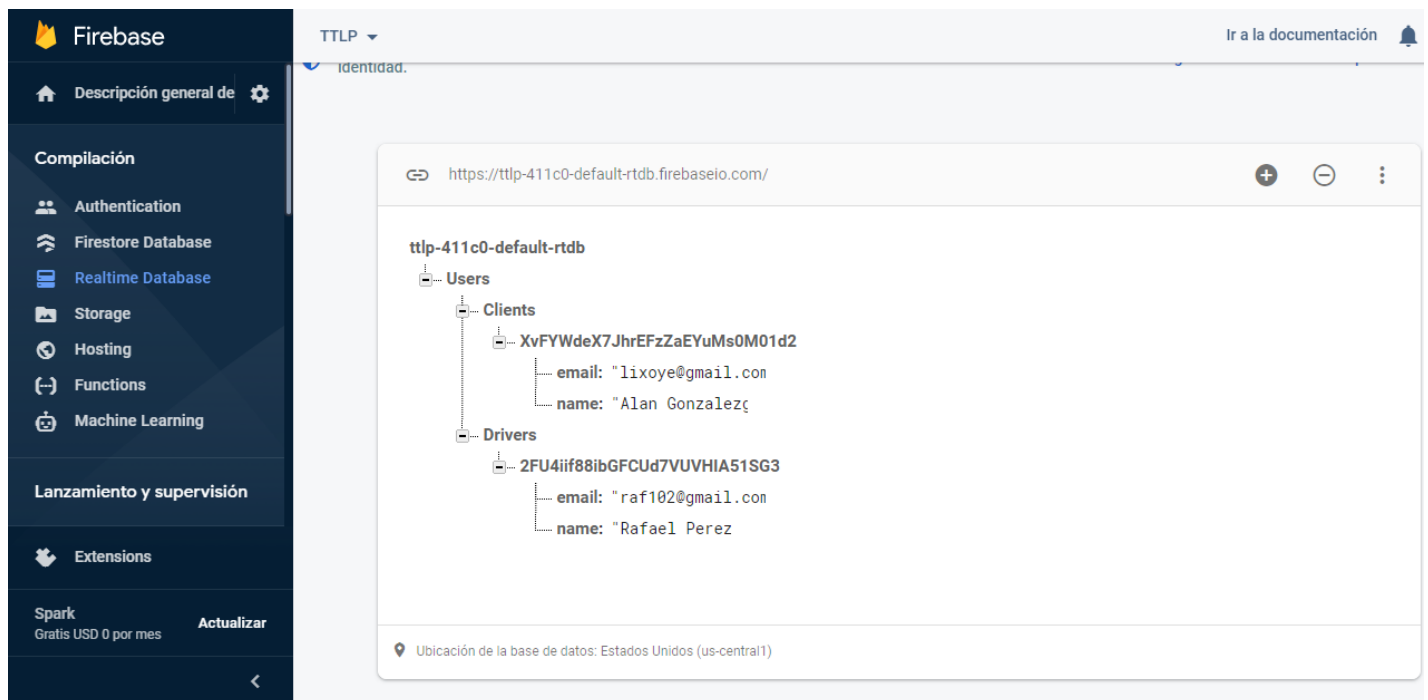 Firebase
TTLP
Ir a la documentación
identidad.
Descripción general de
Compilación
Authentication
Firestore Database
Realtime Database
Storage
Hosting
Functions
Machine Learning
Lanzamiento y supervisión
Extensions
Spark
Gratis USD 0 por mes
Actualizar
https://ttlp-411c0-default-rtdb.firebaseio.com/
ttlp-411c0-default-rtdb
Users
Clients
XvFYWdeX7JhrEFzZaEYuMs0M01d2
email: "lixoye@gmail.com
name: "Alan Gonzalezg
Drivers
2FU4iif88ibGFCUd7VUVHIA51SG3
email: "raf102@gmail.com
name: "Rafael Perez
Ubicación de la base de datos: Estados Unidos (us-central1)